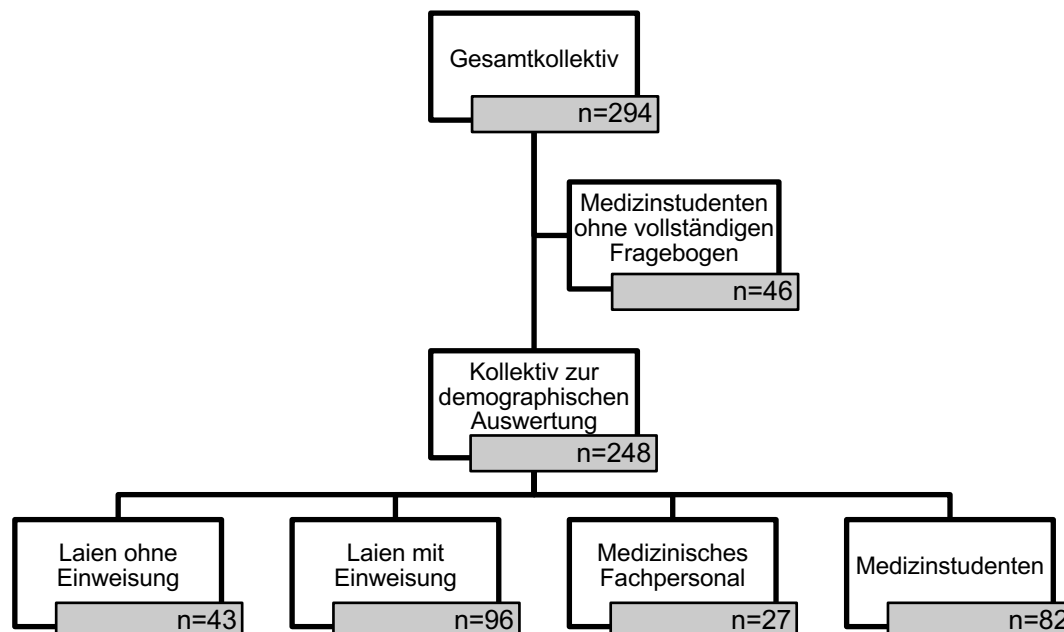 Gesamtkollektiv
n=294
Medizinstudenten
ohne vollständigen
Fragebogen
n=46
Kollektiv zur
demographischen
Auswertung
n=248
Laien ohne
Einweisung
n=43
Laien mit
Einweisung
n=96
Medizinisches
Fachpersonal
n=27
Medizinstudenten
n=82